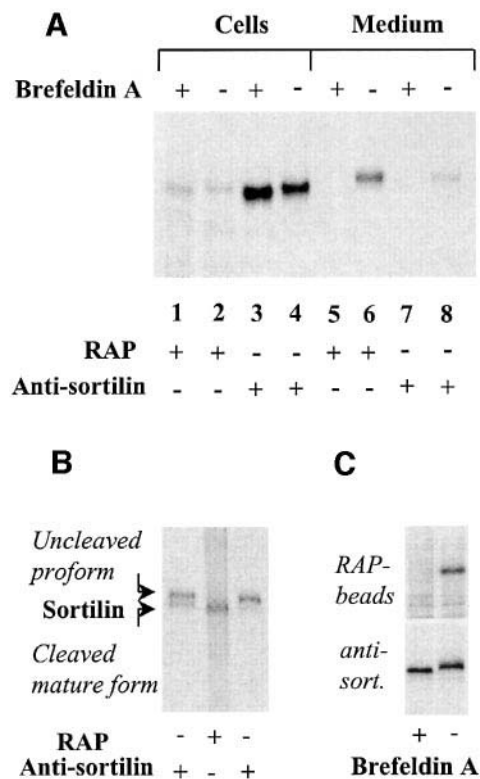 A
Cells Medium
Brefeldin A + - + - + - + -
1 2 3 4 5 6 7 8
RAP + + - - + + - -
Anti-sortilin - - + + - - + +
B
Uncleaved
proform
Sortilin
Cleaved
mature form
RAP - + -
Anti-sortilin + - +
C
RAP-
beads
anti-
sort.
+ -
Brefeldin A